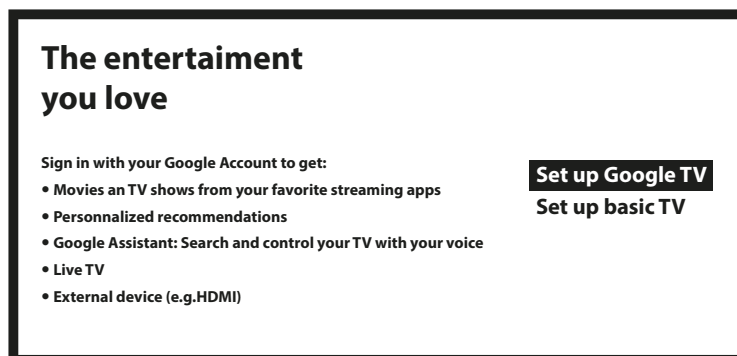 The entertaiment
you love
Sign in with your Google Account to get:
• Movies an TV shows from your favorite streaming apps
• Personnalized recommendations
• Google Assistant: Search and control your TV with your voice
• Live TV
• External device (e.g.HDMI)
Set up Google TV
Set up basic TV